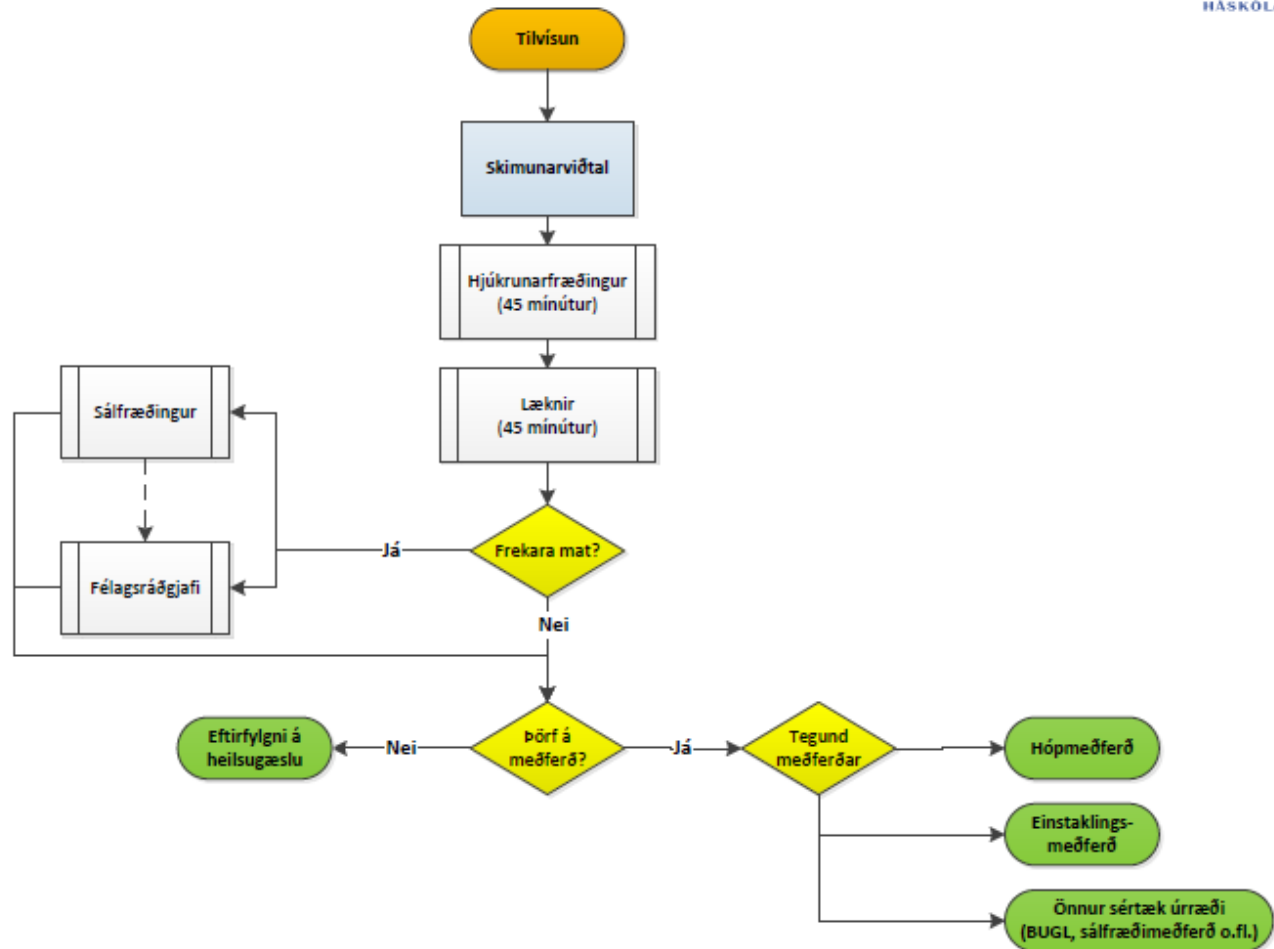 Tilvísun
Skimunarviðtal
Hjúkrunarfræðingur
(45 mínútur)
Læknir
(45 mínútur)
Sálfræðingur
Félagsráðgjafi
Já
Frekara mat?
Nei
Eftirfylgni á
heilsugæslu
Nei
Þörf á
meðferð?
Já
Tegund
meðferðar
Hópmeðferð
Einstaklings-
meðferð
Önnur sértæk úrræði
(BUGL, sálfræðimeðferð o.fl.)